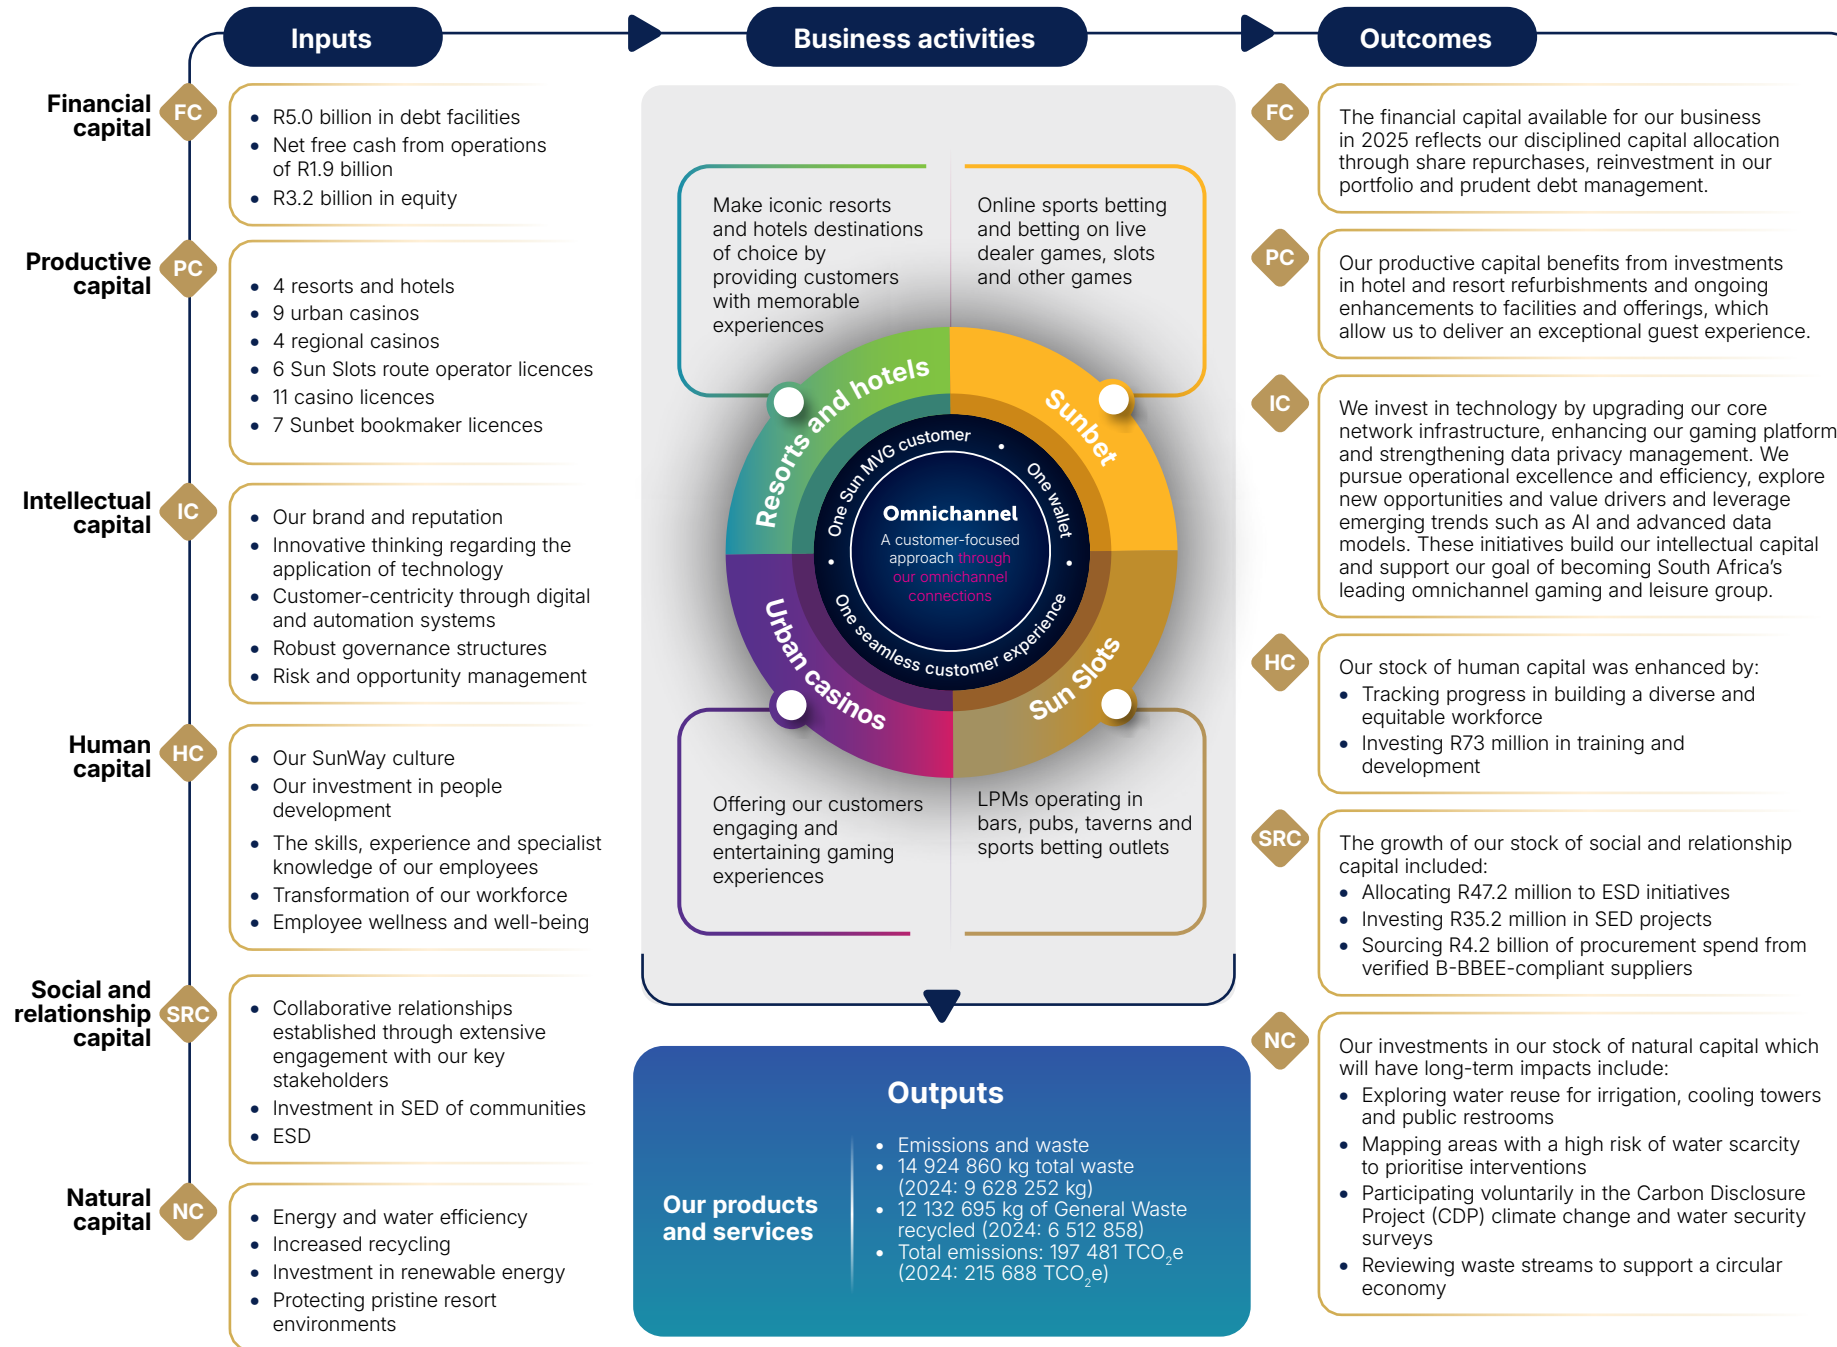 Inputs
Business activities
Outcomes
Financial
capital
FC
• R5.0 billion in debt facilities
• Net free cash from operations
of R1.9 billion
• R3.2 billion in equity
Productive
capital
PC
• 4 resorts and hotels
• 9 urban casinos
• 4 regional casinos
• 6 Sun Slots route operator licences
• 11 casino licences
• 7 Sunbet bookmaker licences
Intellectual
capital
IC
• Our brand and reputation
• Innovative thinking regarding the
application of technology
• Customer-centricity through digital
and automation systems
• Robust governance structures
• Risk and opportunity management
Human
capital
HC
• Our SunWay culture
• Our investment in people
development
• The skills, experience and specialist
knowledge of our employees
• Transformation of our workforce
• Employee wellness and well-being
Social and
relationship
capital
SRC
• Collaborative relationships
established through extensive
engagement with our key
stakeholders
• Investment in SED of communities
• ESD
Natural
capital
NC
• Energy and water efficiency
• Increased recycling
• Investment in renewable energy
• Protecting pristine resort
environments
Make iconic resorts
and hotels destinations
of choice by
providing customers
with memorable
experiences
Online sports betting
and betting on live
dealer games, slots
and other games
Resorts and hotels
Sunbet
Urban casinos
Sun Slots
One Sun MVG customer
• One wallet
• One seamless customer experience •
Omnichannel
A customer-focused
approach through
our omnichannel
connections
Offering our customers
engaging and
entertaining gaming
experiences
LPMs operating in
bars, pubs, taverns and
sports betting outlets
Outputs
Our products
and services
• Emissions and waste
• 14 924 860 kg total waste
(2024: 9 628 252 kg)
• 12 132 695 kg of General Waste
recycled (2024: 6 512 858)
• Total emissions: 197 481 TCO₂e
(2024: 215 688 TCO₂e)
FC
The financial capital available for our business
in 2025 reflects our disciplined capital allocation
through share repurchases, reinvestment in our
portfolio and prudent debt management.
PC
Our productive capital benefits from investments
in hotel and resort refurbishments and ongoing
enhancements to facilities and offerings, which
allow us to deliver an exceptional guest experience.
IC
We invest in technology by upgrading our core
network infrastructure, enhancing our gaming platform
and strengthening data privacy management. We
pursue operational excellence and efficiency, explore
new opportunities and value drivers and leverage
emerging trends such as AI and advanced data
models. These initiatives build our intellectual capital
and support our goal of becoming South Africa’s
leading omnichannel gaming and leisure group.
HC
Our stock of human capital was enhanced by:
• Tracking progress in building a diverse and
equitable workforce
• Investing R73 million in training and
development
SRC
The growth of our stock of social and relationship
capital included:
• Allocating R47.2 million to ESD initiatives
• Investing R35.2 million in SED projects
• Sourcing R4.2 billion of procurement spend from
verified B-BBEE-compliant suppliers
NC
Our investments in our stock of natural capital which
will have long-term impacts include:
• Exploring water reuse for irrigation, cooling towers
and public restrooms
• Mapping areas with a high risk of water scarcity
to prioritise interventions
• Participating voluntarily in the Carbon Disclosure
Project (CDP) climate change and water security
surveys
• Reviewing waste streams to support a circular
economy